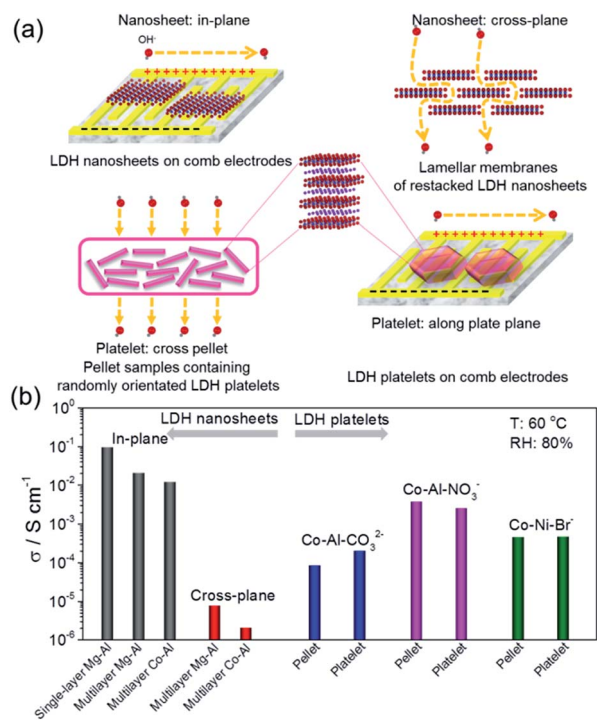 (a)
Nanosheet: in-plane
OH-
+ + + + + + + + + + + + +
LDH nanosheets on comb electrodes
Nanosheet: cross-plane
Lamellar membranes
of restacked LDH nanosheets
Platelet: cross pellet
Pellet samples containing
randomly orientated LDH platelets
+ + + + + + + + + + + + +
Platelet: along plate plane
LDH platelets on comb electrodes
(b)
σ / S cm⁻¹
10⁰
10⁻¹
10⁻²
10⁻³
10⁻⁴
10⁻⁵
10⁻⁶
LDH nanosheets
LDH platelets
T: 60 °C
RH: 80%
In-plane
Cross-plane
Co-Al-CO₃²⁻
Co-Al-NO₃⁻
Co-Ni-Br⁻
Single-layer Mg-Al
Multilayer Mg-Al
Multilayer Co-Al
Multilayer Mg-Al
Multilayer Co-Al
Pellet
Platelet
Pellet
Platelet
Pellet
Platelet